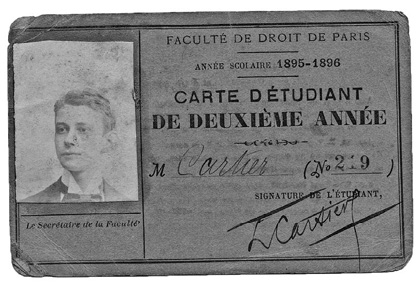 FACULTÉ DE DROIT DE PARIS
ANNÉE SCOLAIRE 1895-1896
CARTE D'ÉTUDIANT
DE DEUXIÈME ANNÉE
M Cartier (No 219)
SIGNATURE DE L'ÉTUDIANT,
L Cartier
Le Secrétaire de la Faculté